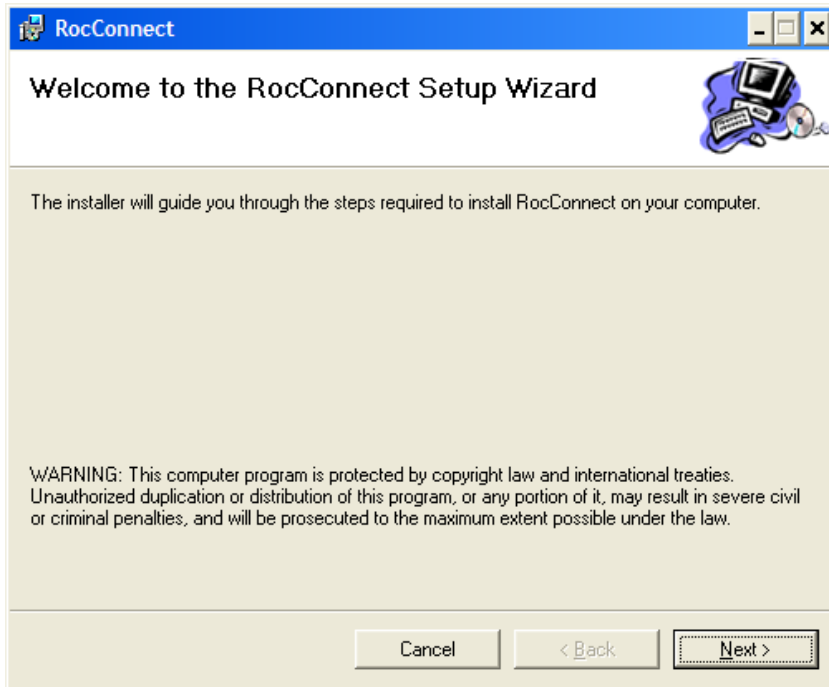 RocConnect
Welcome to the RocConnect Setup Wizard
The installer will guide you through the steps required to install RocConnect on your computer.
WARNING: This computer program is protected by copyright law and international treaties.
Unauthorized duplication or distribution of this program, or any portion of it, may result in severe civil
or criminal penalties, and will be prosecuted to the maximum extent possible under the law.
Cancel
< Back
Next >